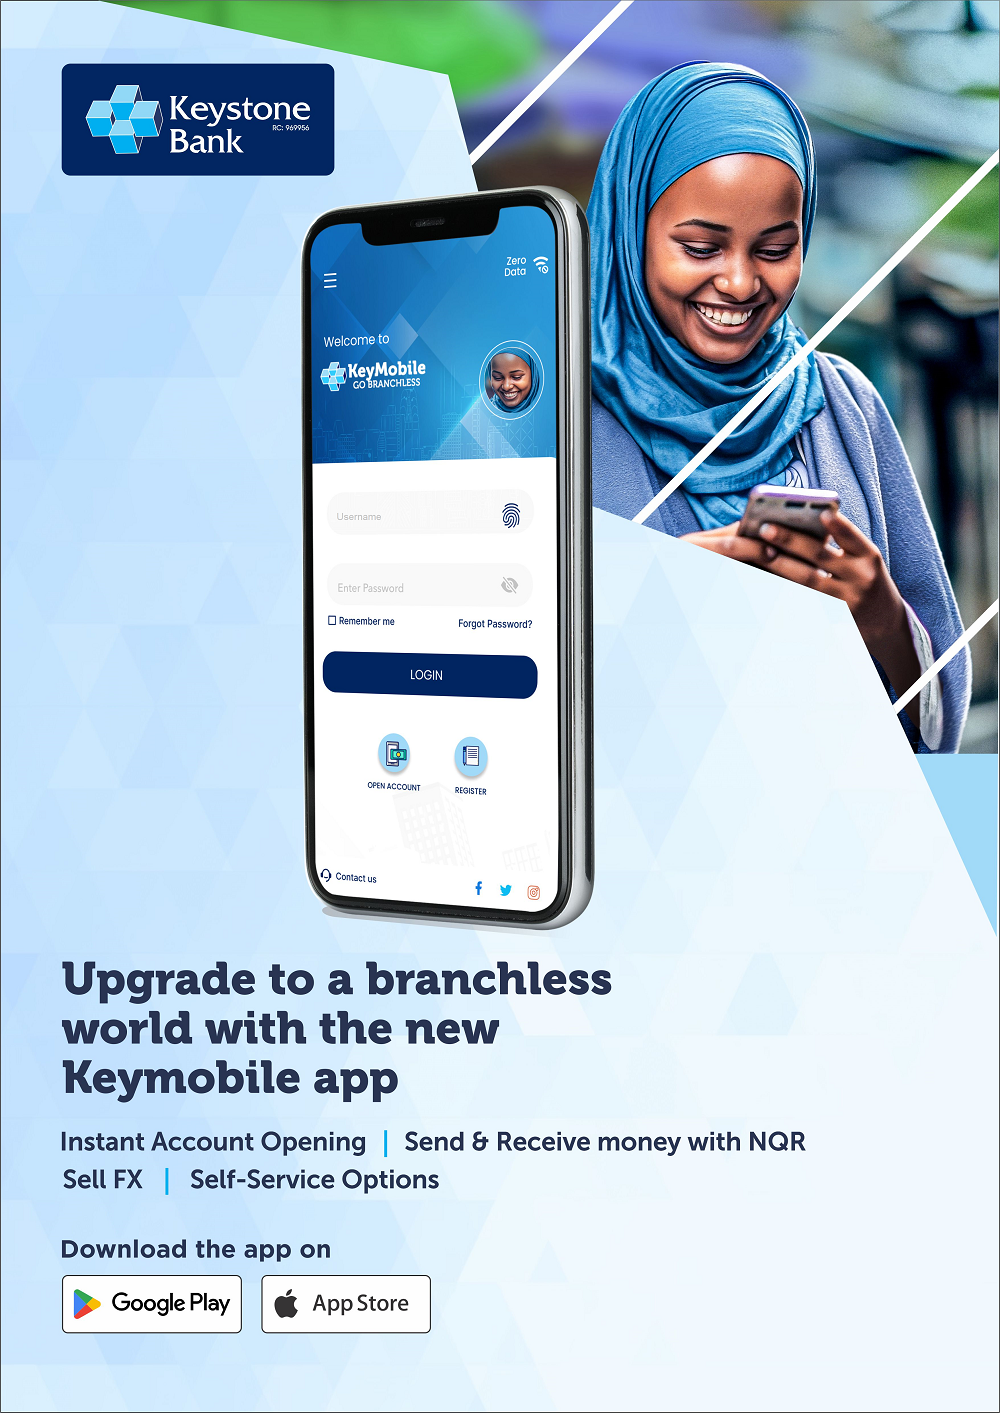 Keystone
Bank
RC: 969956
Zero
Data
Welcome to
KeyMobile
GO BRANCHLESS
Username
Enter Password
Remember me
Forgot Password?
LOGIN
OPEN ACCOUNT
REGISTER
Contact us
Upgrade to a branchless
world with the new
Keymobile app
Instant Account Opening | Send & Receive money with NQR
Sell FX | Self-Service Options
Download the app on
Google Play
App Store